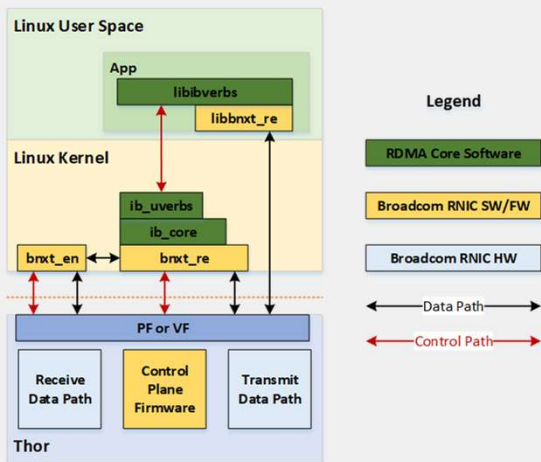 Linux User Space
App
libibverbs
libbnxt_re
Linux Kernel
ib_uverbs
ib_core
bnxt_en
bnxt_re
PF or VF
Receive
Data Path
Control
Plane
Firmware
Transmit
Data Path
Thor
Legend
RDMA Core Software
Broadcom RNIC SW/FW
Broadcom RNIC HW
Data Path
Control Path